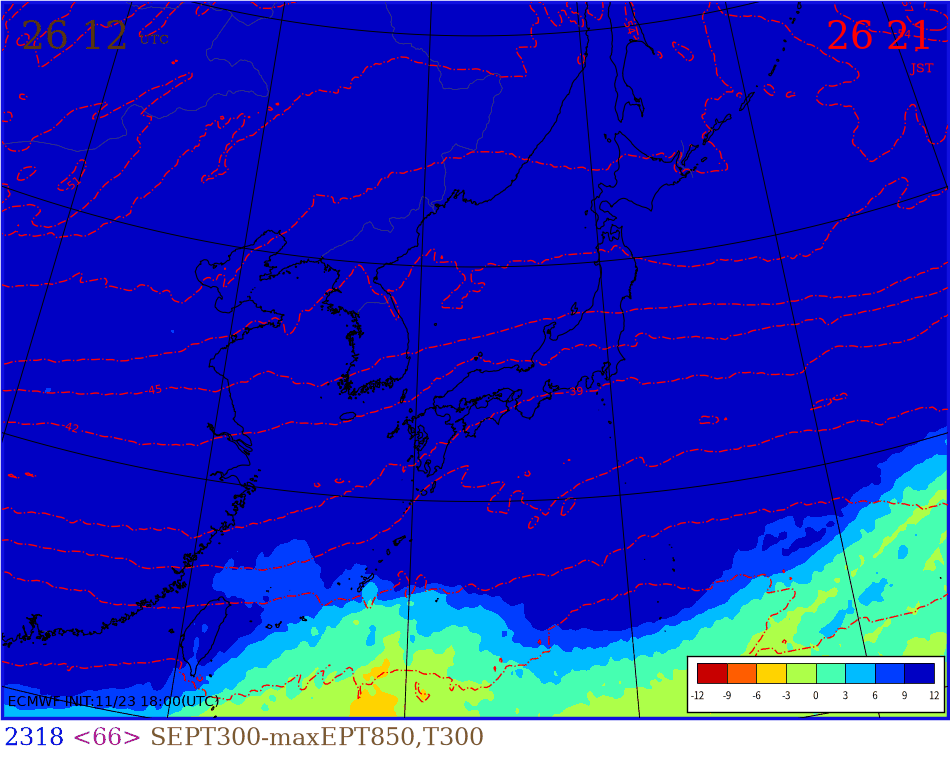 26 12 UTC
26 21 JST
-51
-45
-39
-42
-12 -9 -6 -3 0 3 6 9 12
ECMWF INIT:11/23 18:00(UTC)
2318 <66> SEPT300-maxEPT850,T300